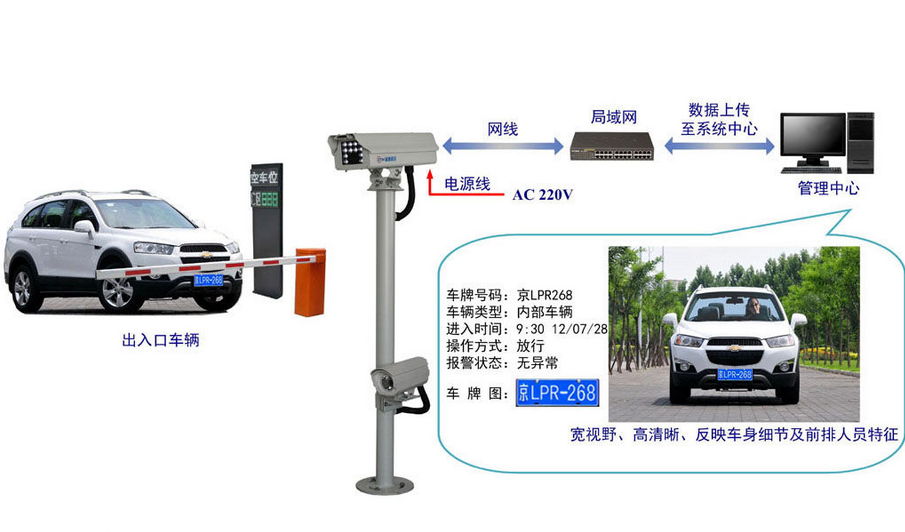 网线
局域网
数据上传
至系统中心
管理中心
电源线
AC 220V
空车位
京LPR-268
出入口车辆
车牌号码：京LPR268
车辆类型：内部车辆
进入时间：9:30 12/07/28
操作方式：放行
报警状态：无异常
车 牌 图：京LPR-268
京LPR-268
宽视野、高清晰、反映车身细节及前排人员特征